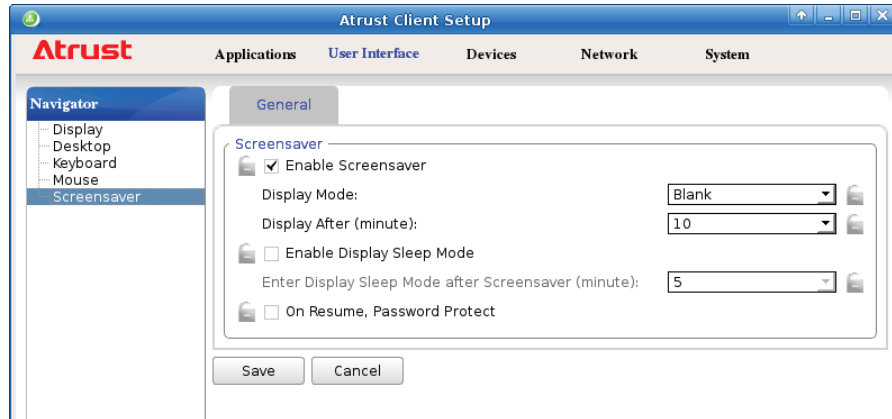 Atrust Client Setup
Atrust
Applications User Interface Devices Network System
Navigator
Display
Desktop
Keyboard
Mouse
Screensaver
General
Screensaver
Enable Screensaver
Display Mode: Blank
Display After (minute): 10
Enable Display Sleep Mode
Enter Display Sleep Mode after Screensaver (minute): 5
On Resume, Password Protect
Save Cancel